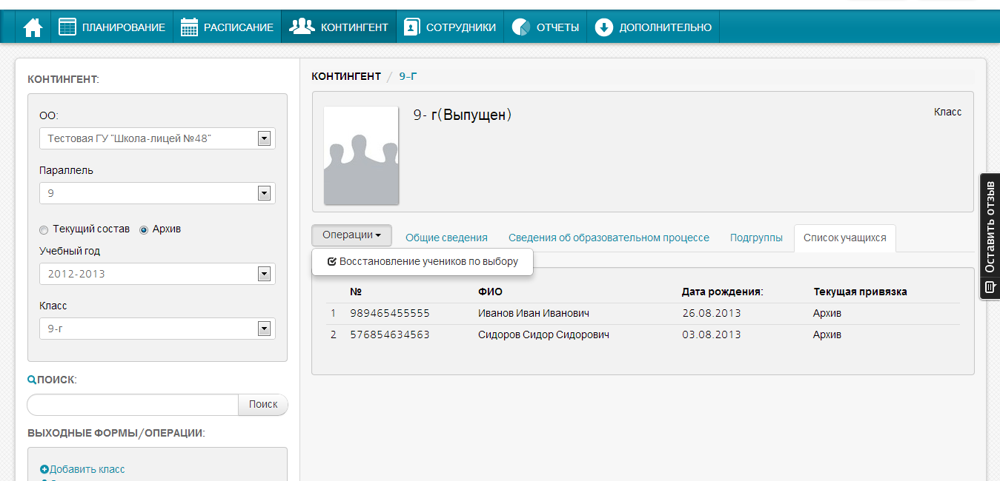 ПЛАНИРОВАНИЕ РАСПИСАНИЕ КОНТИНГЕНТ СОТРУДНИКИ ОТЧЕТЫ ДОПОЛНИТЕЛЬНО
КОНТИНГЕНТ:
ОО:
Тестовая ГУ "Школа-лицей №48"
Параллель
9
Текущий состав Архив
Учебный год
2012-2013
Класс
9-г
ПОИСК:
Поиск
ВЫХОДНЫЕ ФОРМЫ/ОПЕРАЦИИ:
Добавить класс
КОНТИНГЕНТ / 9-Г
9- г(Выпущен)
Класс
Операции Общие сведения Сведения об образовательном процессе Подгруппы Список учащихся
Восстановление учеников по выбору
№ ФИО Дата рождения: Текущая привязка
1 989465455555 Иванов Иван Иванович 26.08.2013 Архив
2 576854634563 Сидоров Сидор Сидорович 03.08.2013 Архив
Оставить отзыв